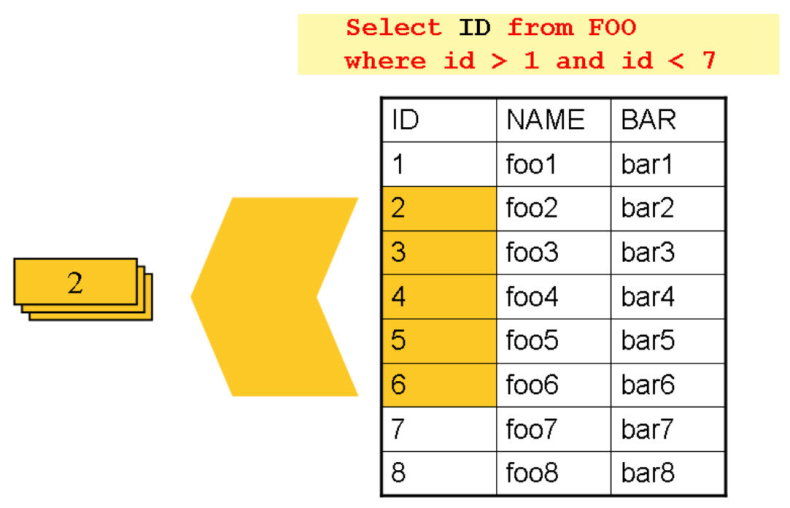 Select ID from FOO
where id > 1 and id < 7
ID NAME BAR
1 foo1 bar1
2 foo2 bar2
3 foo3 bar3
4 foo4 bar4
5 foo5 bar5
6 foo6 bar6
7 foo7 bar7
8 foo8 bar8
2